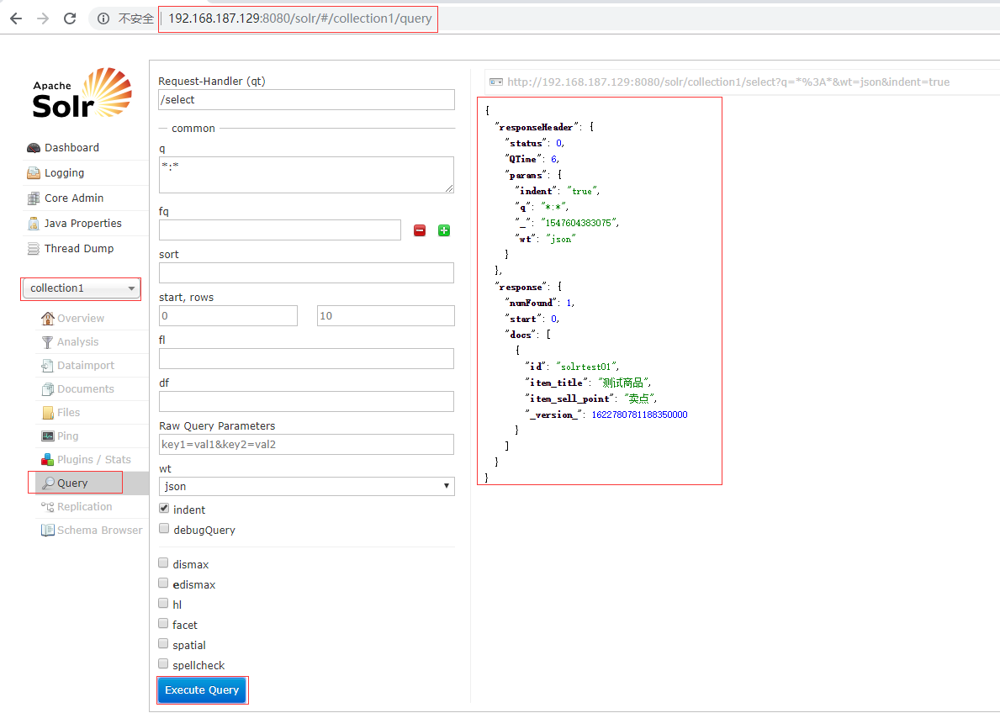 不安全 192.168.187.129:8080/solr/#/collection1/query
Apache
Solr
Dashboard
Logging
Core Admin
Java Properties
Thread Dump
collection1
Overview
Analysis
Dataimport
Documents
Files
Ping
Plugins / Stats
Query
Replication
Schema Browser
Request-Handler (qt)
/select
common
q
*:*
fq
sort
start, rows
0 10
fl
df
Raw Query Parameters
key1=val1&key2=val2
wt
json
indent
debugQuery
dismax
edismax
hl
facet
spatial
spellcheck
Execute Query
http://192.168.187.129:8080/solr/collection1/select?q=*%3A*&wt=json&indent=true
{
"responseHeader": {
"status": 0,
"QTime": 6,
"params": {
"indent": "true",
"q": "*:*",
"_": "1547604383075",
"wt": "json"
}
},
"response": {
"numFound": 1,
"start": 0,
"docs": [
{
"id": "solrtest01",
"item_title": "测试商品",
"item_sell_point": "卖点",
"_version_": 1622780781188350000
}
]
}
}